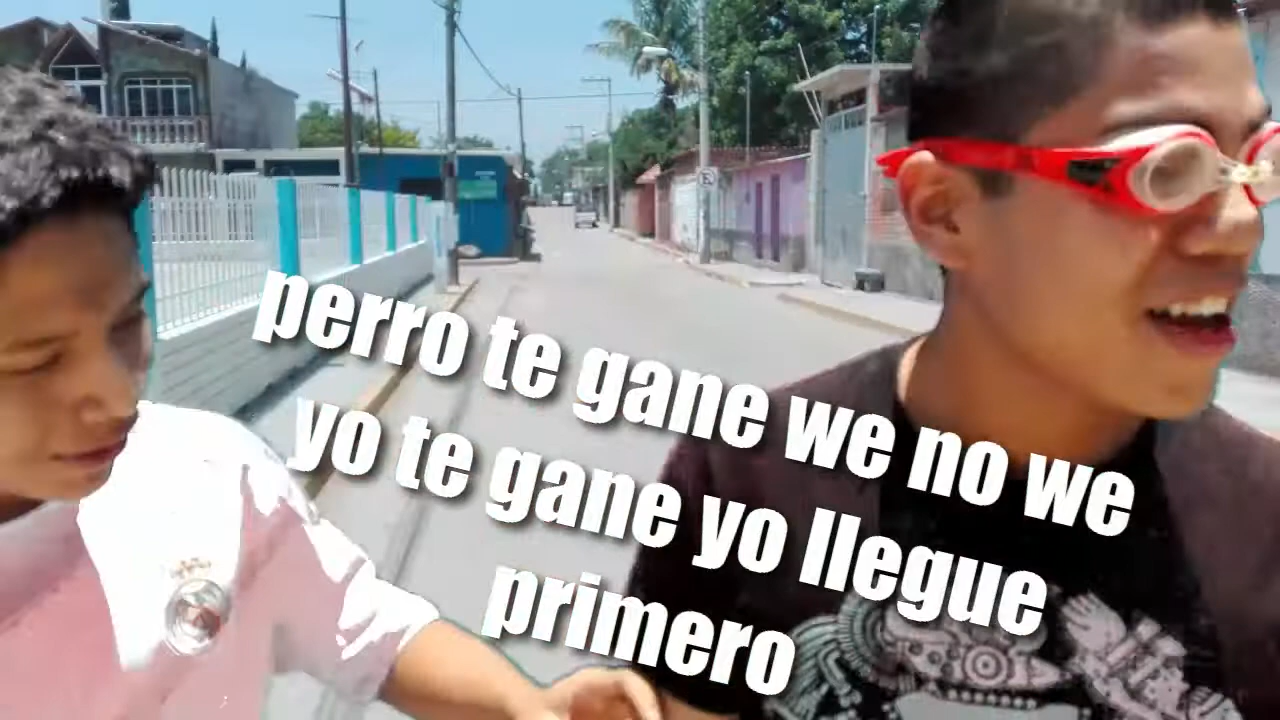 perro te gane we no we
yo te gane yo llegue
primero